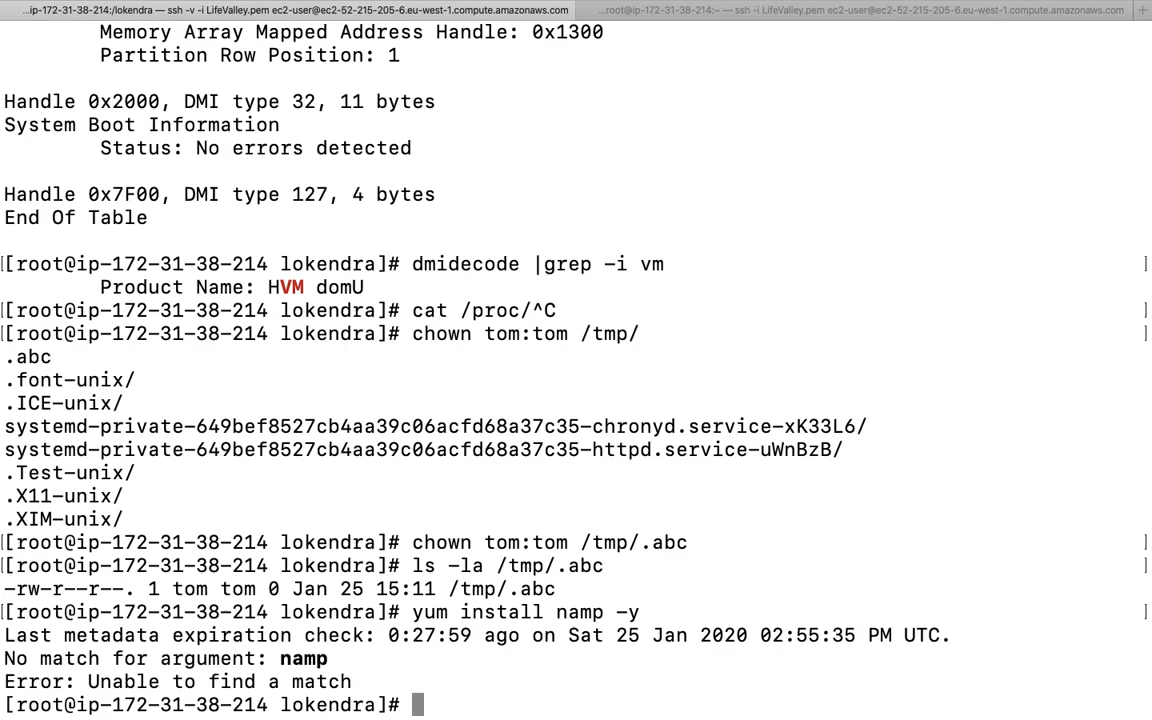 ...ip-172-31-38-214:/lokendra — ssh -v -i LifeValley.pem ec2-user@ec2-52-215-205-6.eu-west-1.compute.amazonaws.com ...root@ip-172-31-38-214:~ — ssh -i LifeValley.pem ec2-user@ec2-52-215-205-6.eu-west-1.compute.amazonaws.com +
        Memory Array Mapped Address Handle: 0x1300
        Partition Row Position: 1

Handle 0x2000, DMI type 32, 11 bytes
System Boot Information
        Status: No errors detected

Handle 0x7F00, DMI type 127, 4 bytes
End Of Table

[[root@ip-172-31-38-214 lokendra]# dmidecode |grep -i vm ]
        Product Name: HVM domU
[[root@ip-172-31-38-214 lokendra]# cat /proc/^C ]
[[root@ip-172-31-38-214 lokendra]# chown tom:tom /tmp/ ]
.abc
.font-unix/
.ICE-unix/
systemd-private-649bef8527cb4aa39c06acfd68a37c35-chronyd.service-xK33L6/
systemd-private-649bef8527cb4aa39c06acfd68a37c35-httpd.service-uWnBzB/
.Test-unix/
.X11-unix/
.XIM-unix/
[[root@ip-172-31-38-214 lokendra]# chown tom:tom /tmp/.abc ]
[[root@ip-172-31-38-214 lokendra]# ls -la /tmp/.abc ]
-rw-r--r--. 1 tom tom 0 Jan 25 15:11 /tmp/.abc
[[root@ip-172-31-38-214 lokendra]# yum install namp -y ]
Last metadata expiration check: 0:27:59 ago on Sat 25 Jan 2020 02:55:35 PM UTC.
No match for argument: namp
Error: Unable to find a match
[root@ip-172-31-38-214 lokendra]#